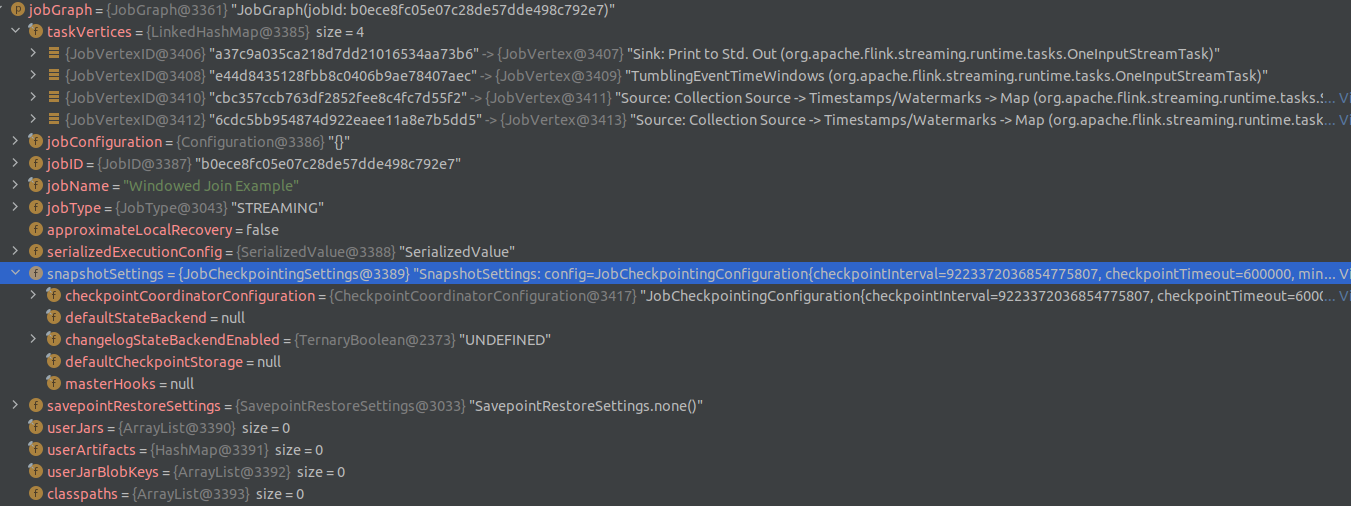 jobGraph = {JobGraph@3361} "JobGraph(jobId: b0ece8fc05e07c28de57dde498c792e7)"
taskVertices = {LinkedHashMap@3385} size = 4
{JobVertexID@3406} "a37c9a035ca218d7dd21016534aa73b6" -> {JobVertex@3407} "Sink: Print to Std. Out (org.apache.flink.streaming.runtime.tasks.OneInputStreamTask)"
{JobVertexID@3408} "e44d8435128fbb8c0406b9ae78407aec" -> {JobVertex@3409} "TumblingEventTimeWindows (org.apache.flink.streaming.runtime.tasks.OneInputStreamTask)"
{JobVertexID@3410} "cbc357ccb763df2852fee8c4fc7d55f2" -> {JobVertex@3411} "Source: Collection Source -> Timestamps/Watermarks -> Map (org.apache.flink.streaming.runtime.tasks.S... Vi
{JobVertexID@3412} "6cdc5bb954874d922eaee11a8e7b5dd5" -> {JobVertex@3413} "Source: Collection Source -> Timestamps/Watermarks -> Map (org.apache.flink.streaming.runtime.task... Vi
jobConfiguration = {Configuration@3386} "{}"
jobID = {JobID@3387} "b0ece8fc05e07c28de57dde498c792e7"
jobName = "Windowed Join Example"
jobType = {JobType@3043} "STREAMING"
approximateLocalRecovery = false
serializedExecutionConfig = {SerializedValue@3388} "SerializedValue"
snapshotSettings = {JobCheckpointingSettings@3389} "SnapshotSettings: config=JobCheckpointingConfiguration{checkpointInterval=9223372036854775807, checkpointTimeout=600000, min... Vi
checkpointCoordinatorConfiguration = {CheckpointCoordinatorConfiguration@3417} "JobCheckpointingConfiguration{checkpointInterval=9223372036854775807, checkpointTimeout=6000... Vi
defaultStateBackend = null
changelogStateBackendEnabled = {TernaryBoolean@2373} "UNDEFINED"
defaultCheckpointStorage = null
masterHooks = null
savepointRestoreSettings = {SavepointRestoreSettings@3033} "SavepointRestoreSettings.none()"
userJars = {ArrayList@3390} size = 0
userArtifacts = {HashMap@3391} size = 0
userJarBlobKeys = {ArrayList@3392} size = 0
classpaths = {ArrayList@3393} size = 0